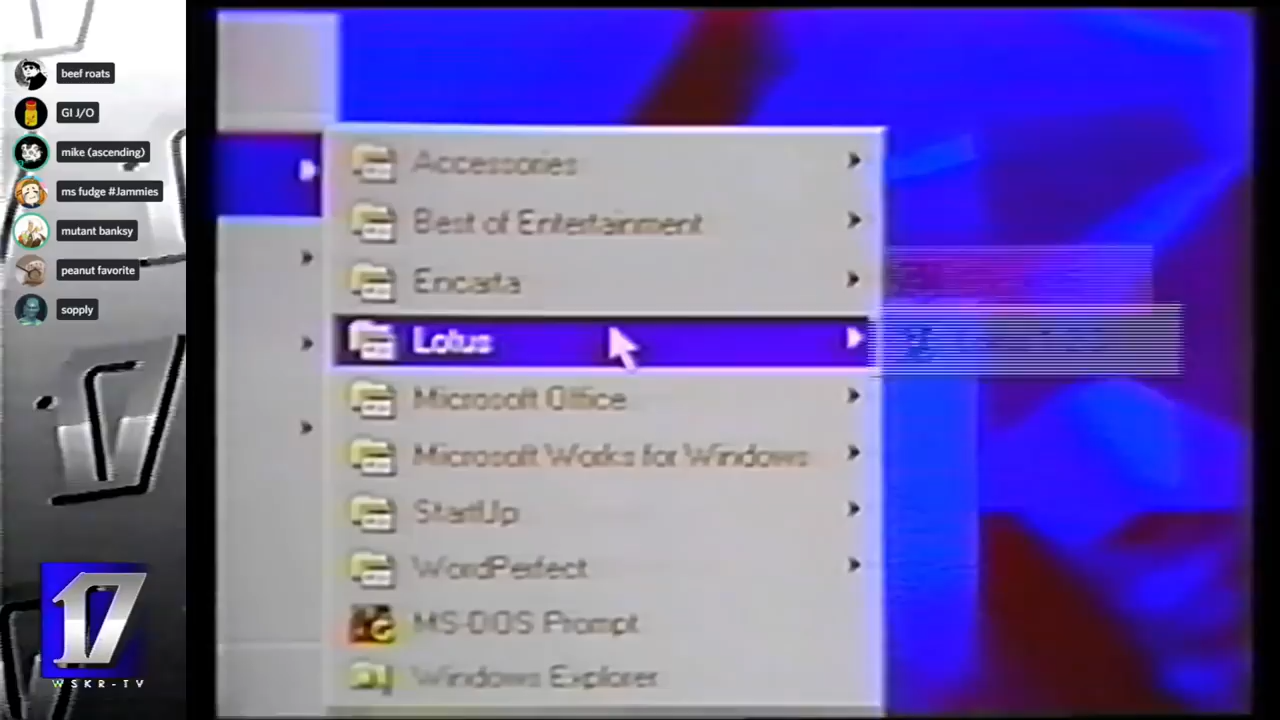 beef roats
GI J/O
mike (ascending)
ms fudge #Jammies
mutant banksy
peanut favorite
sopply
17
WSKR-TV
Accessories
Best of Entertainment
Encarta
Lotus
Microsoft Office
Microsoft Works for Windows
StartUp
WordPerfect
MS-DOS Prompt
Windows Explorer